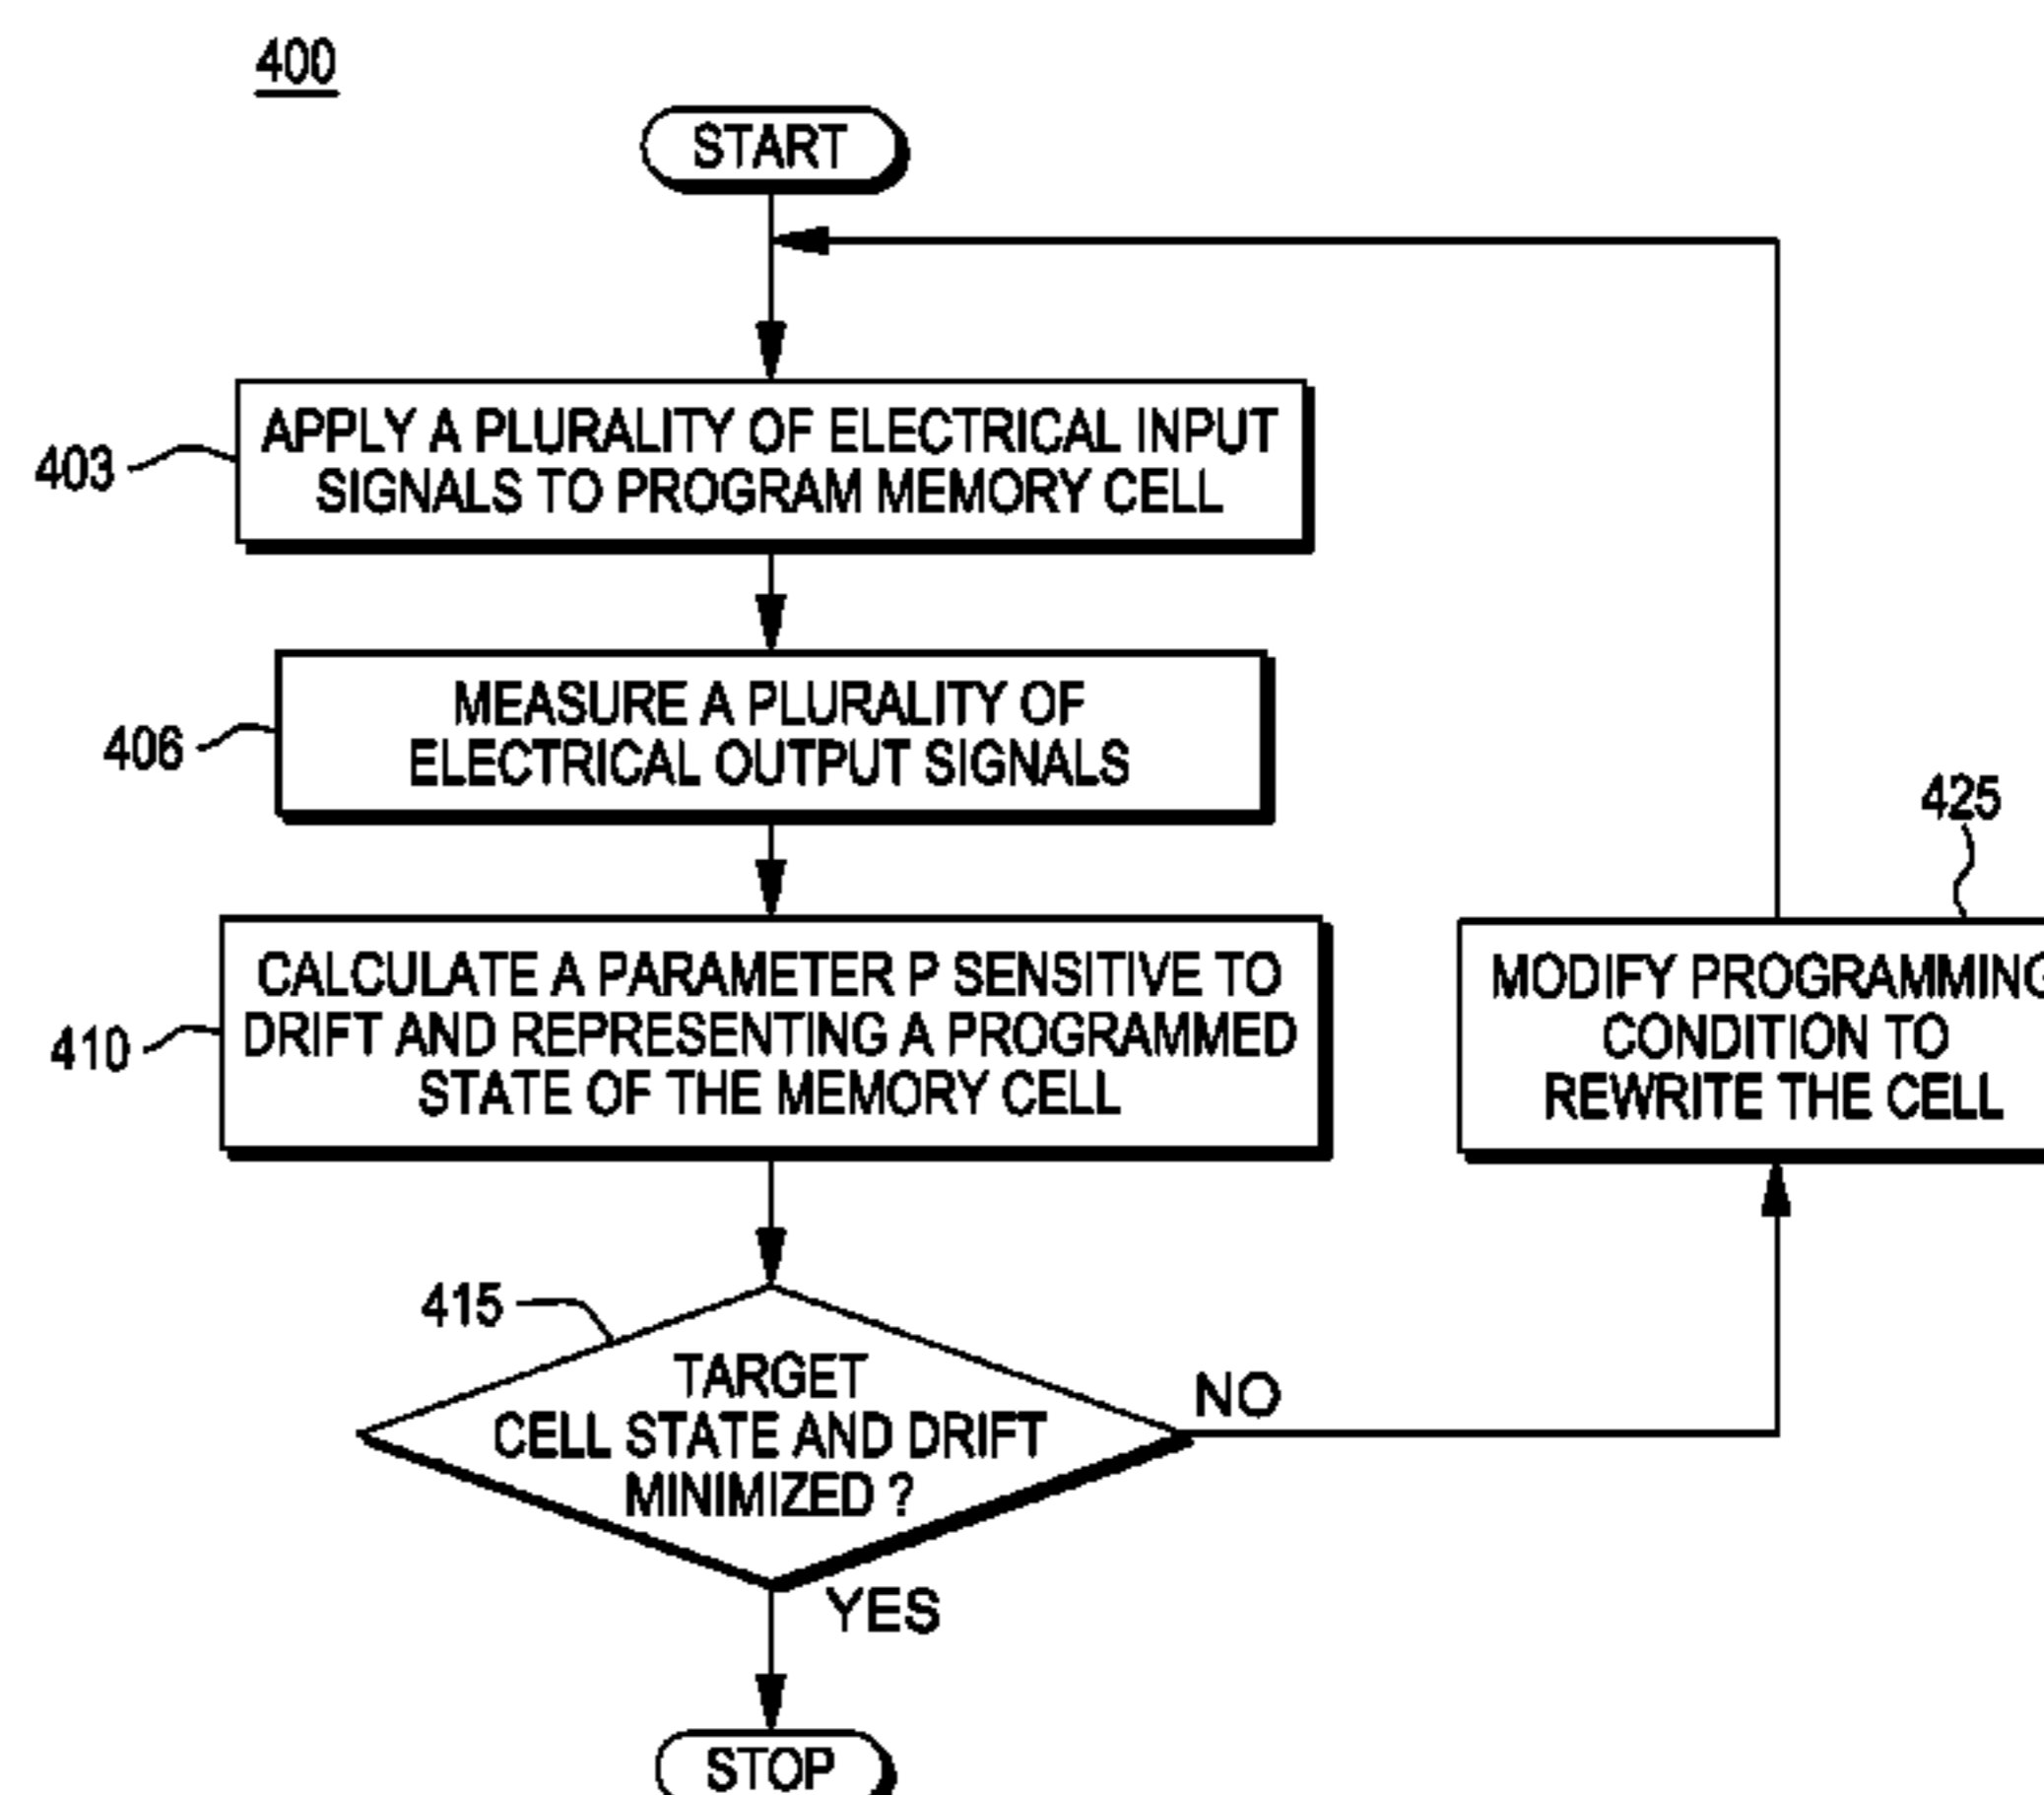 400
START
403
APPLY A PLURALITY OF ELECTRICAL INPUT
SIGNALS TO PROGRAM MEMORY CELL
406
MEASURE A PLURALITY OF
ELECTRICAL OUTPUT SIGNALS
410
CALCULATE A PARAMETER P SENSITIVE TO
DRIFT AND REPRESENTING A PROGRAMMED
STATE OF THE MEMORY CELL
425
MODIFY PROGRAMMING
CONDITION TO
REWRITE THE CELL
415
TARGET
CELL STATE AND DRIFT
MINIMIZED ?
NO
YES
STOP